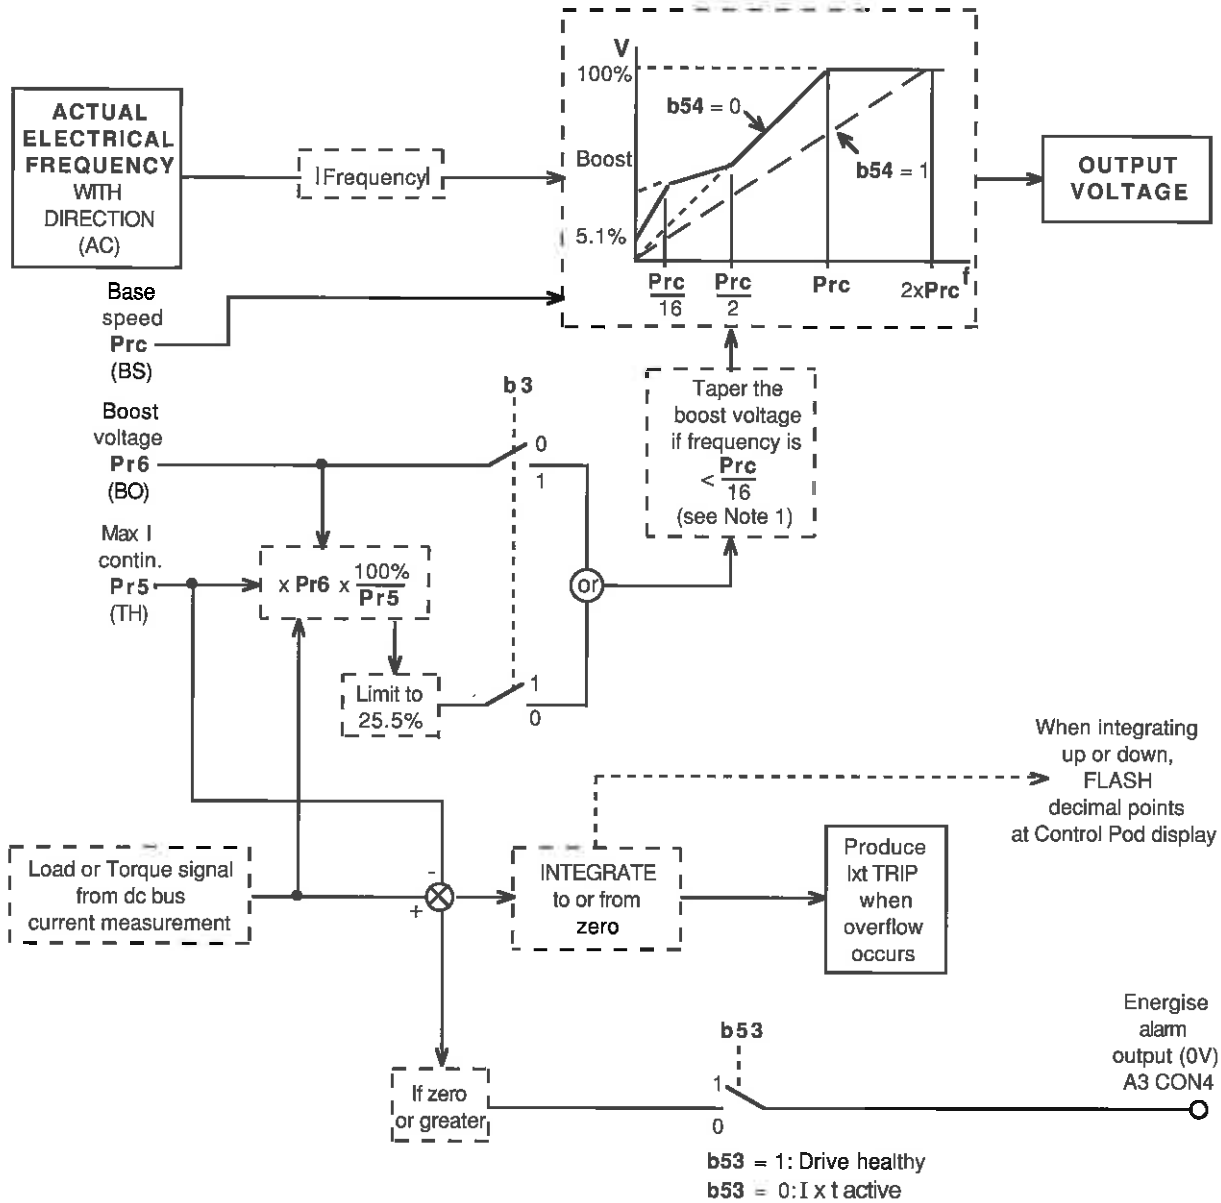 ACTUAL
ELECTRICAL
FREQUENCY
WITH
DIRECTION
(AC)
|Frequency|
V
100%
b54 = 0
Boost
b54 = 1
5.1%
Prc
16
Prc
2
Prc
2xPrc
f
OUTPUT
VOLTAGE
Base
speed
Prc
(BS)
Boost
voltage
Pr6
(BO)
Max I
contin.
Pr5
(TH)
b3
0
1
Taper the
boost voltage
if frequency is
< Prc
16
(see Note 1)
x Pr6 x 100%
Pr5
or
Limit to
25.5%
1
0
When integrating
up or down,
FLASH
decimal points
at Control Pod display
Load or Torque signal
from dc bus
current measurement
-
+
INTEGRATE
to or from
zero
Produce
Ixt TRIP
when
overflow
occurs
If zero
or greater
b53
1
0
Energise
alarm
output (0V)
A3 CON4
b53 = 1: Drive healthy
b53 = 0:I x t active